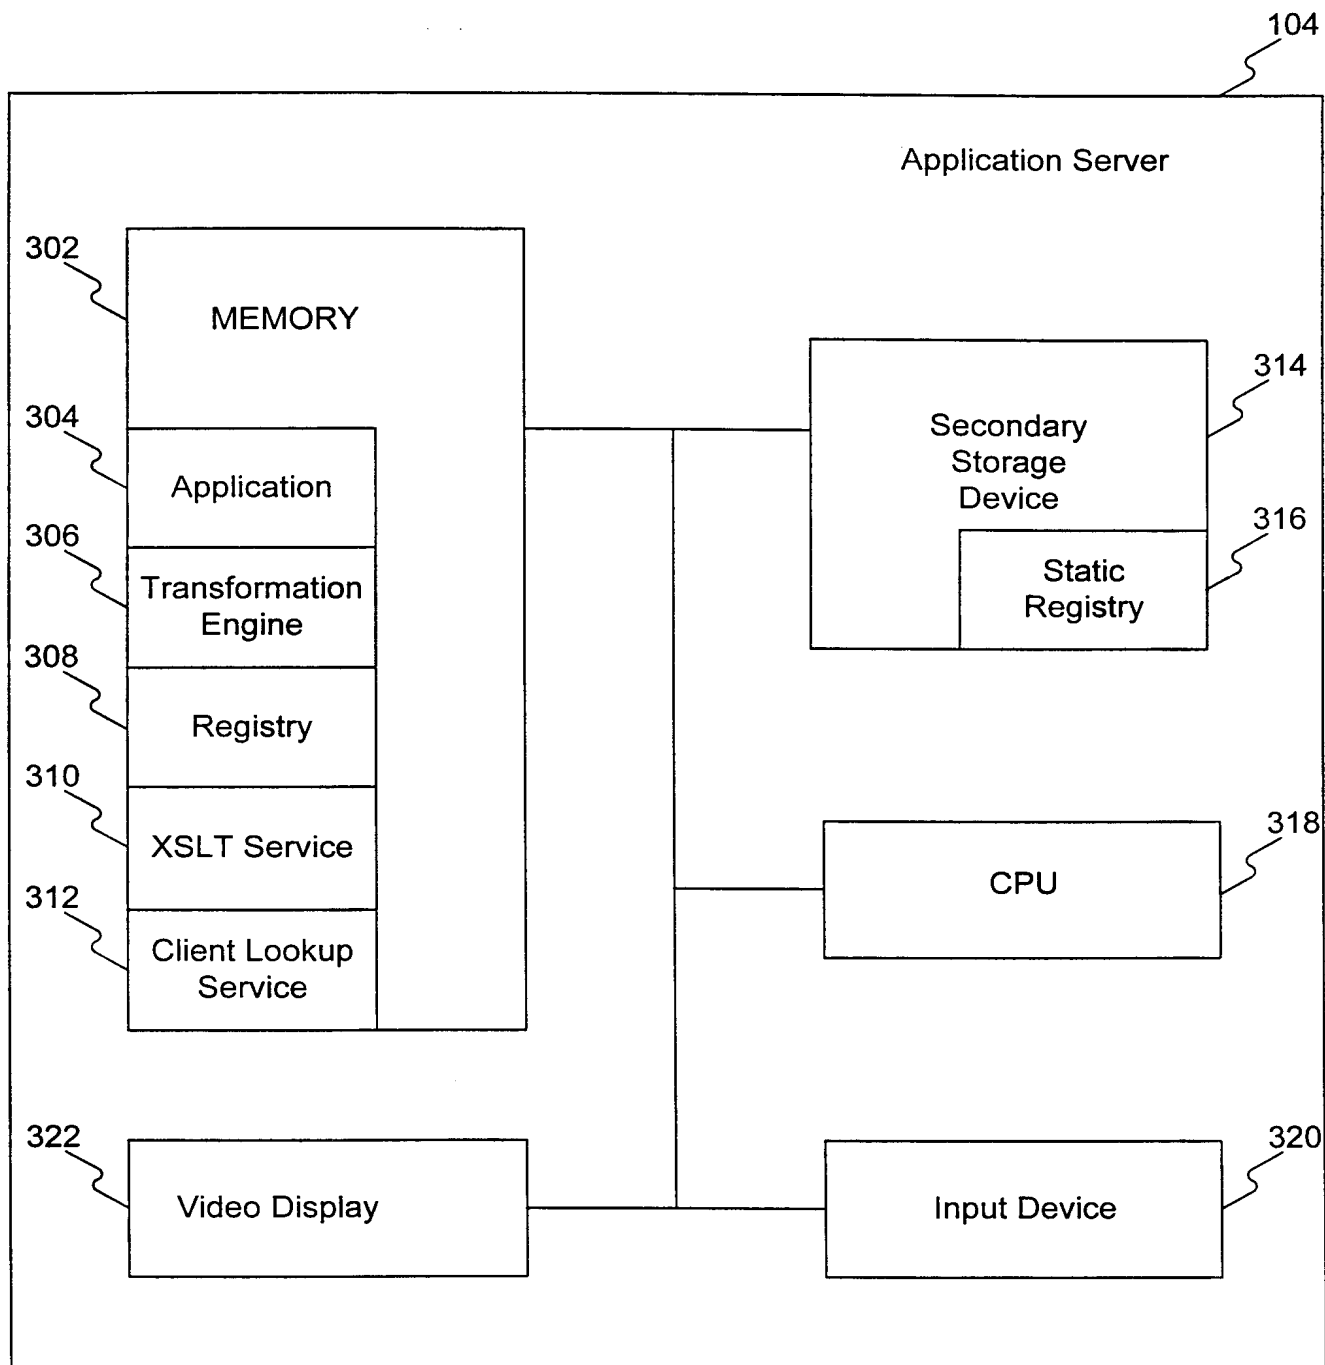 104
Application Server
302
MEMORY
314
304
Secondary
Storage
Device
Application
306
316
Transformation
Engine
Static
Registry
308
Registry
310
XSLT Service
318
CPU
312
Client Lookup
Service
322
320
Video Display
Input Device